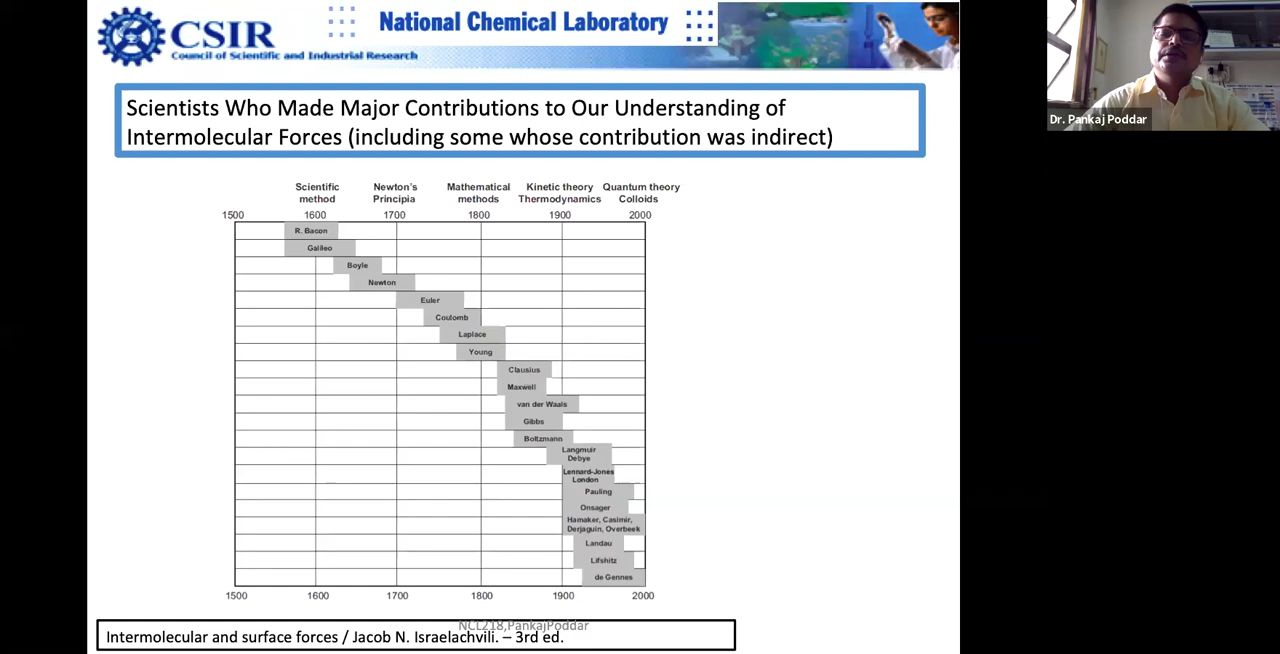 CSIR
Council of Scientific and Industrial Research
National Chemical Laboratory
Dr. Pankaj Poddar
Scientists Who Made Major Contributions to Our Understanding of
Intermolecular Forces (including some whose contribution was indirect)
Scientific method
Newton's Principia
Mathematical methods
Kinetic theory Thermodynamics
Quantum theory Colloids
1500 1600 1700 1800 1900 2000
R. Bacon
Galileo
Boyle
Newton
Euler
Coulomb
Laplace
Young
Clausius
Maxwell
van der Waals
Gibbs
Boltzmann
Langmuir
Debye
Lennard-Jones
London
Pauling
Onsager
Hamaker, Casimir,
Derjaguin, Overbeek
Landau
Lifshitz
de Gennes
1500 1600 1700 1800 1900 2000
NCL218,PankajPoddar
Intermolecular and surface forces / Jacob N. Israelachvili. – 3rd ed.